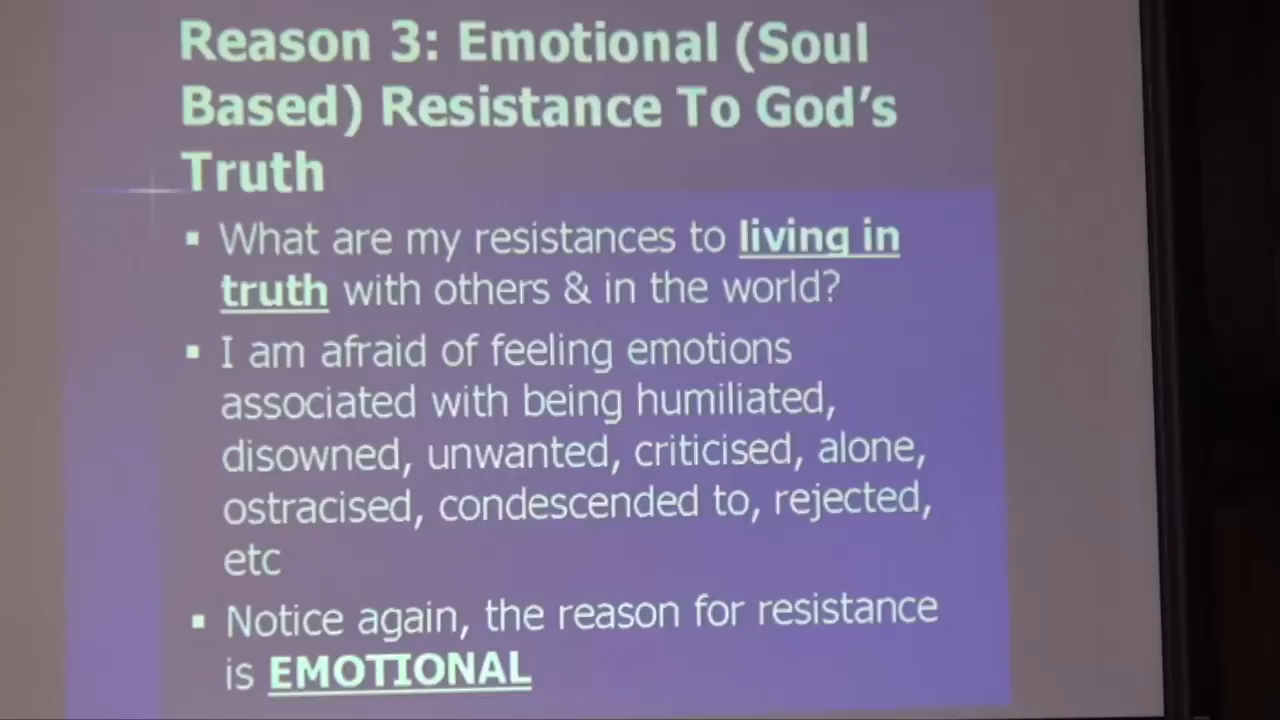 Reason 3: Emotional (Soul
Based) Resistance To God's
Truth
▪ What are my resistances to living in
truth with others & in the world?
▪ I am afraid of feeling emotions
associated with being humiliated,
disowned, unwanted, criticised, alone,
ostracised, condescended to, rejected,
etc
▪ Notice again, the reason for resistance
is EMOTIONAL